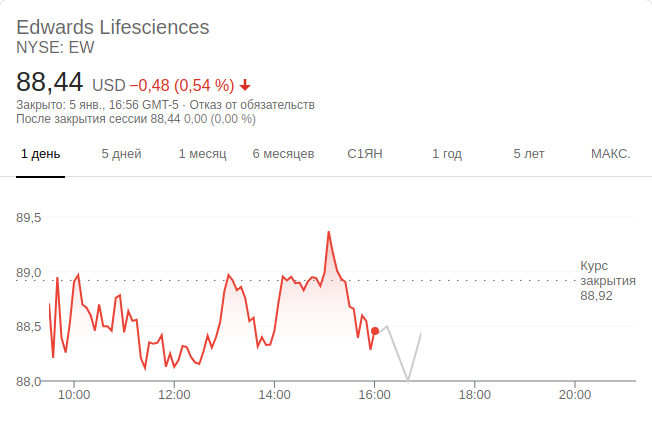 Edwards Lifesciences
NYSE: EW
88,44 USD −0,48 (0,54 %)
Закрыто: 5 янв., 16:56 GMT-5 · Отказ от обязательств
После закрытия сессии 88,44 0,00 (0,00 %)
1 день 5 дней 1 месяц 6 месяцев С1ЯН 1 год 5 лет МАКС.
89,5
89,0
88,5
88,0
Курс
закрытия
88,92
10:00 12:00 14:00 16:00 18:00 20:00